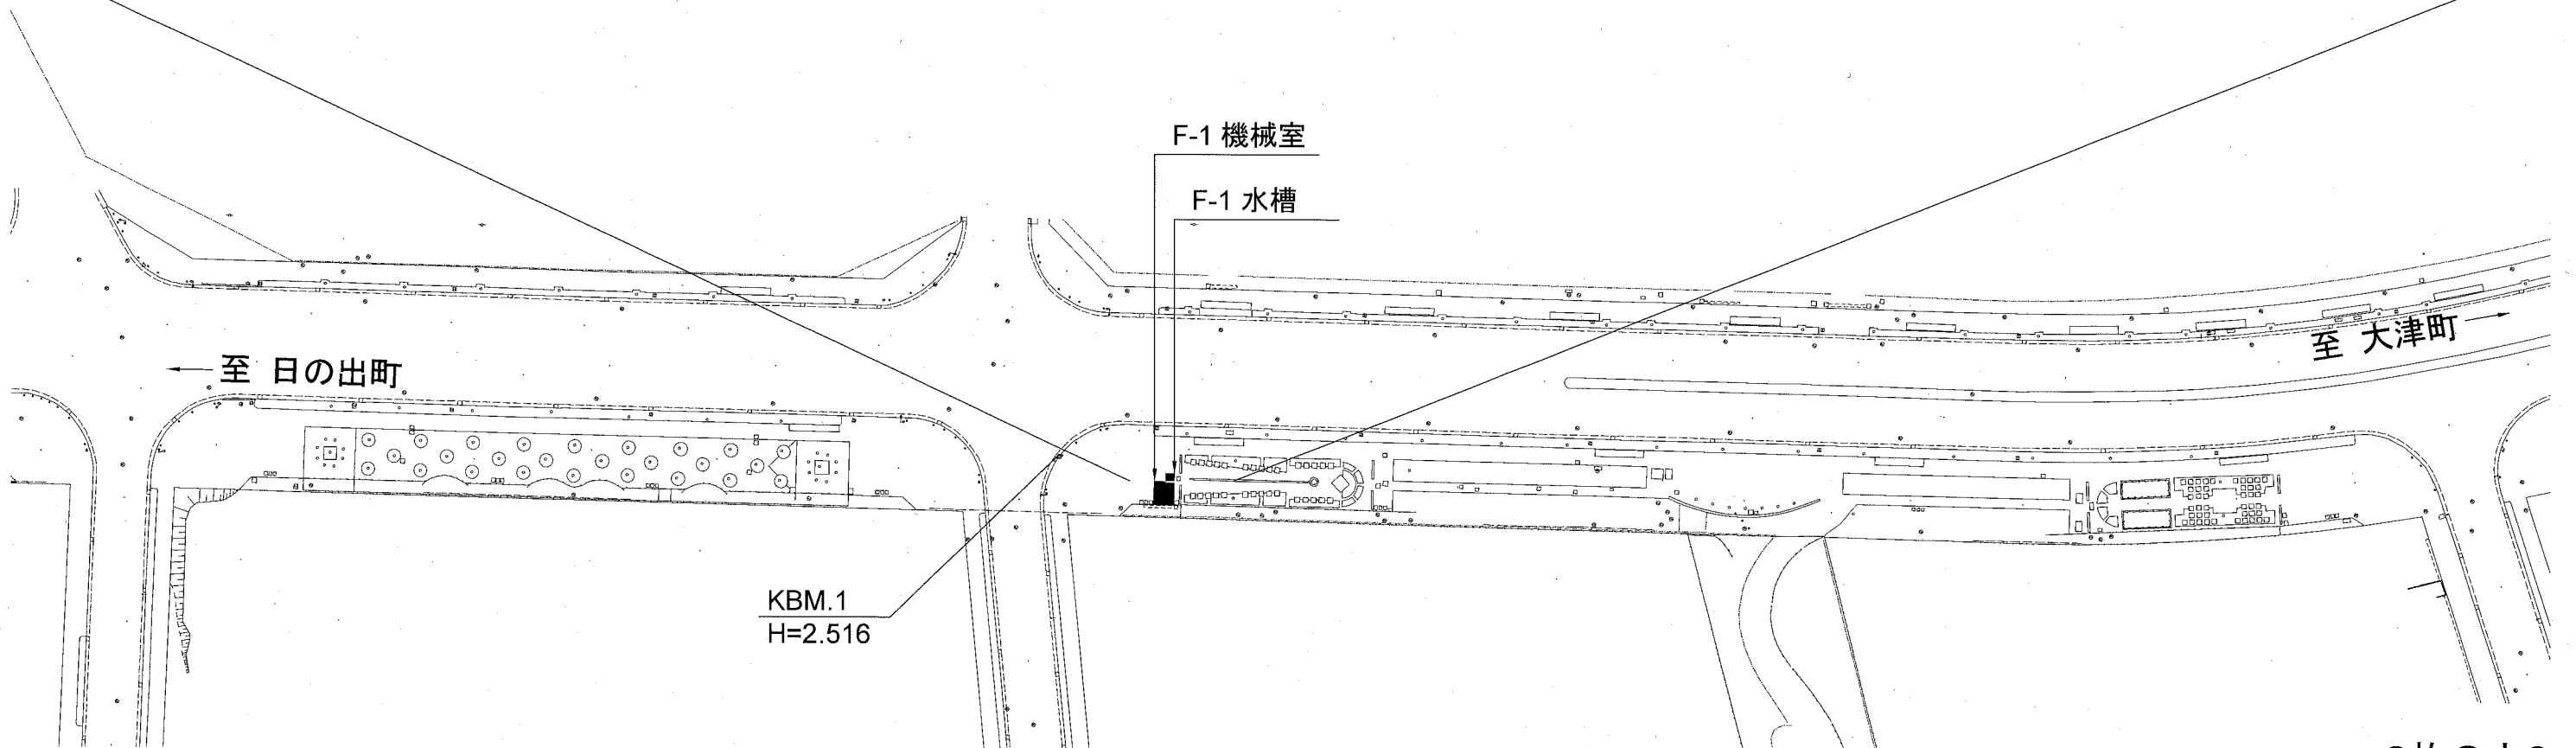 F-1 機械室
F-1 水槽
至 日の出町
至 大津町
KBM.1
H=2.516